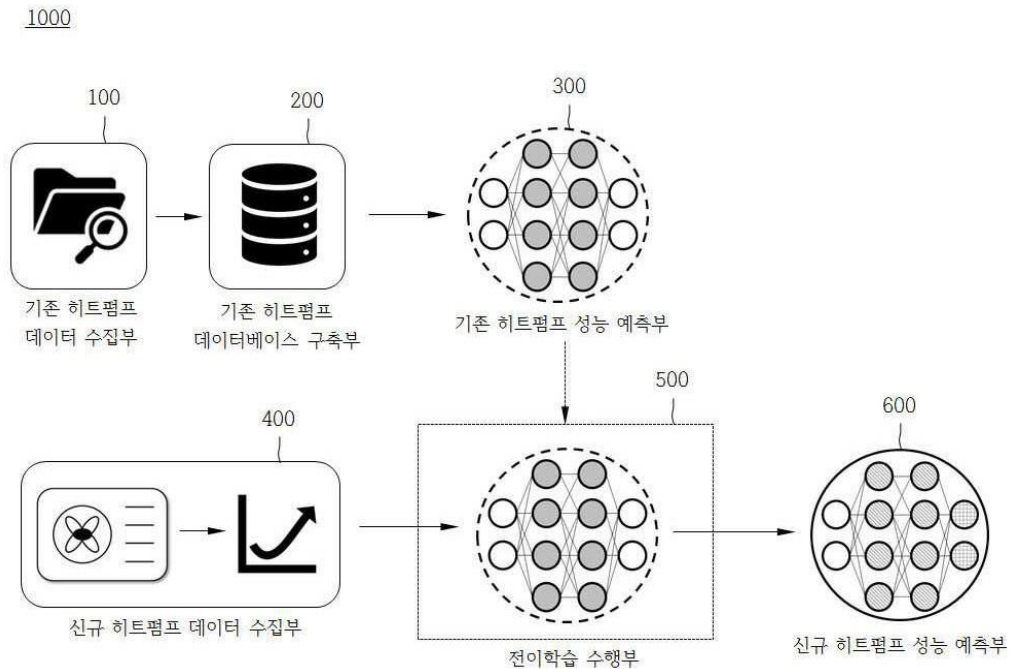 1000
100
200
300
기존 히트펌프
데이터 수집부
기존 히트펌프
데이터베이스 구축부
기존 히트펌프 성능 예측부
400
500
600
신규 히트펌프 데이터 수집부
전이학습 수행부
신규 히트펌프 성능 예측부